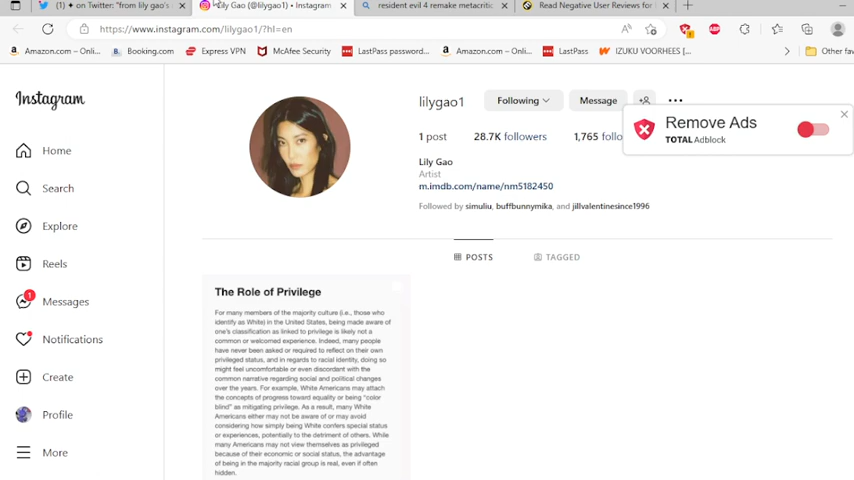 (1) ♦ on Twitter: "from lily gao's
Lily Gao (@lilygao1) • Instagram
resident evil 4 remake metacritic
Read Negative User Reviews for
https://www.instagram.com/lilygao1/?hl=en
Amazon.com – Onli...
Booking.com
Express VPN
McAfee Security
LastPass password...
Amazon.com – Onli...
LastPass
IZUKU VOORHEES [...
Other fav
Instagram
lilygao1
Following
Message
Remove Ads
TOTAL Adblock
1 post
28.7K followers
1,765 follo
Home
Lily Gao
Artist
m.imdb.com/name/nm5182450
Search
Followed by simuliu, buffbunnymika, and jillvalentinesince1996
Explore
POSTS
TAGGED
Reels
Messages
1
Notifications
Create
Profile
More
The Role of Privilege
For many members of the majority culture (i.e., those who
identify as White) in the United States, being made aware of
one's classification as linked to privilege is likely not a
common or welcomed experience. Indeed, many people
have never been asked or required to reflect on their own
privileged status, and in regards to racial identity, doing so
might feel uncomfortable or even discordant with the
common narrative regarding social and political changes
over the years. For example, White Americans may attach
the concepts of progress toward equality or being "color
blind" as mitigating privilege. As a result, many White
Americans either may not be aware of or may avoid
considering how simply being White confers special status
or experiences, potentially to the detriment of others. While
many Americans may not view themselves as privileged
because of their economic or social status, the advantage
of being in the majority racial group is real, even if often
hidden.